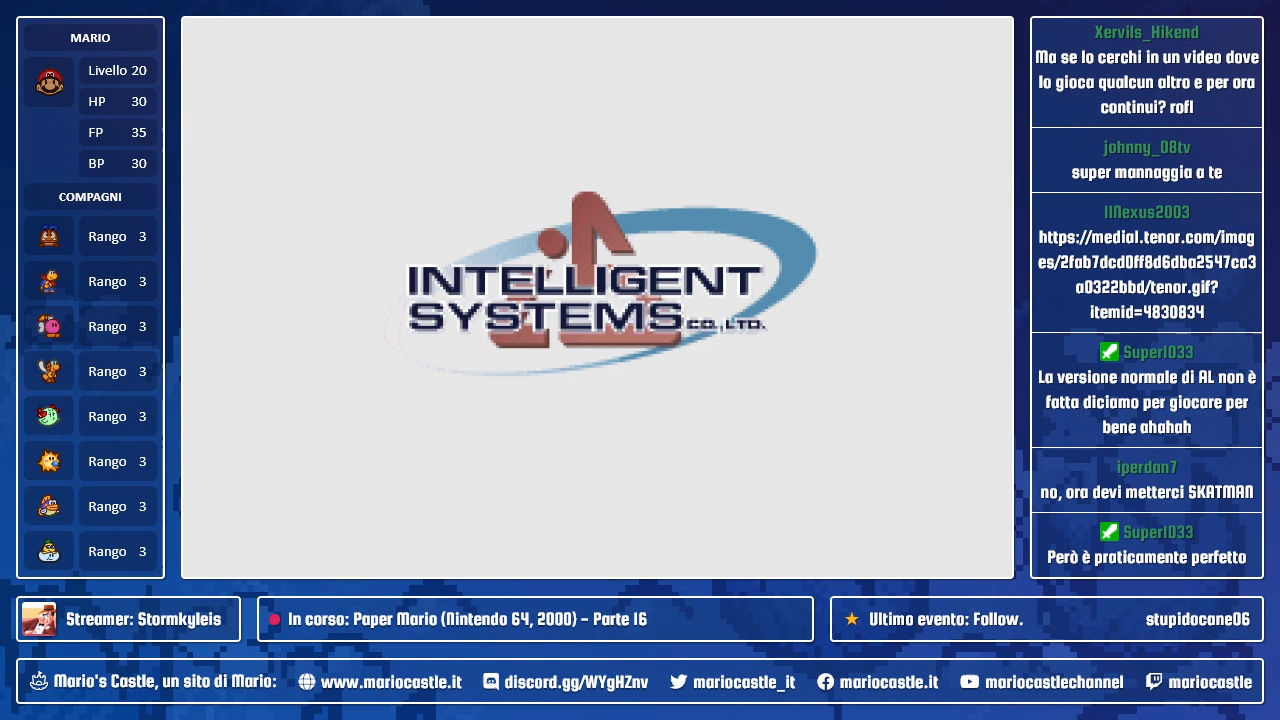 MARIO
Livello 20
HP 30
FP 35
BP 30
COMPAGNI
Rango 3
Rango 3
Rango 3
Rango 3
Rango 3
Rango 3
Rango 3
Rango 3
INTELLIGENT
SYSTEMS CO.,LTD.
Xervils_Hikend
Ma se lo cerchi in un video dove
lo gioca qualcun altro e per ora
continui? rofl
johnny_08tv
super mannaggia a te
11Nexus2003
https://media1.tenor.com/imag
es/2fab7dcd0ff8d6dba2547ca3
a0322bbd/tenor.gif?
itemid=4830834
Super1033
La versione normale di AL non è
fatta diciamo per giocare per
bene ahahah
iperdan7
no, ora devi metterci SKATMAN
Super1033
Però è praticamente perfetto
Streamer: Stormkyleis
In corso: Paper Mario (Nintendo 64, 2000) - Parte 16
Ultimo evento: Follow. stupidocane06
Mario's Castle, un sito di Mario: www.mariocastle.it discord.gg/WYgHZnv mariocastle_it mariocastle.it mariocastlechannel mariocastle